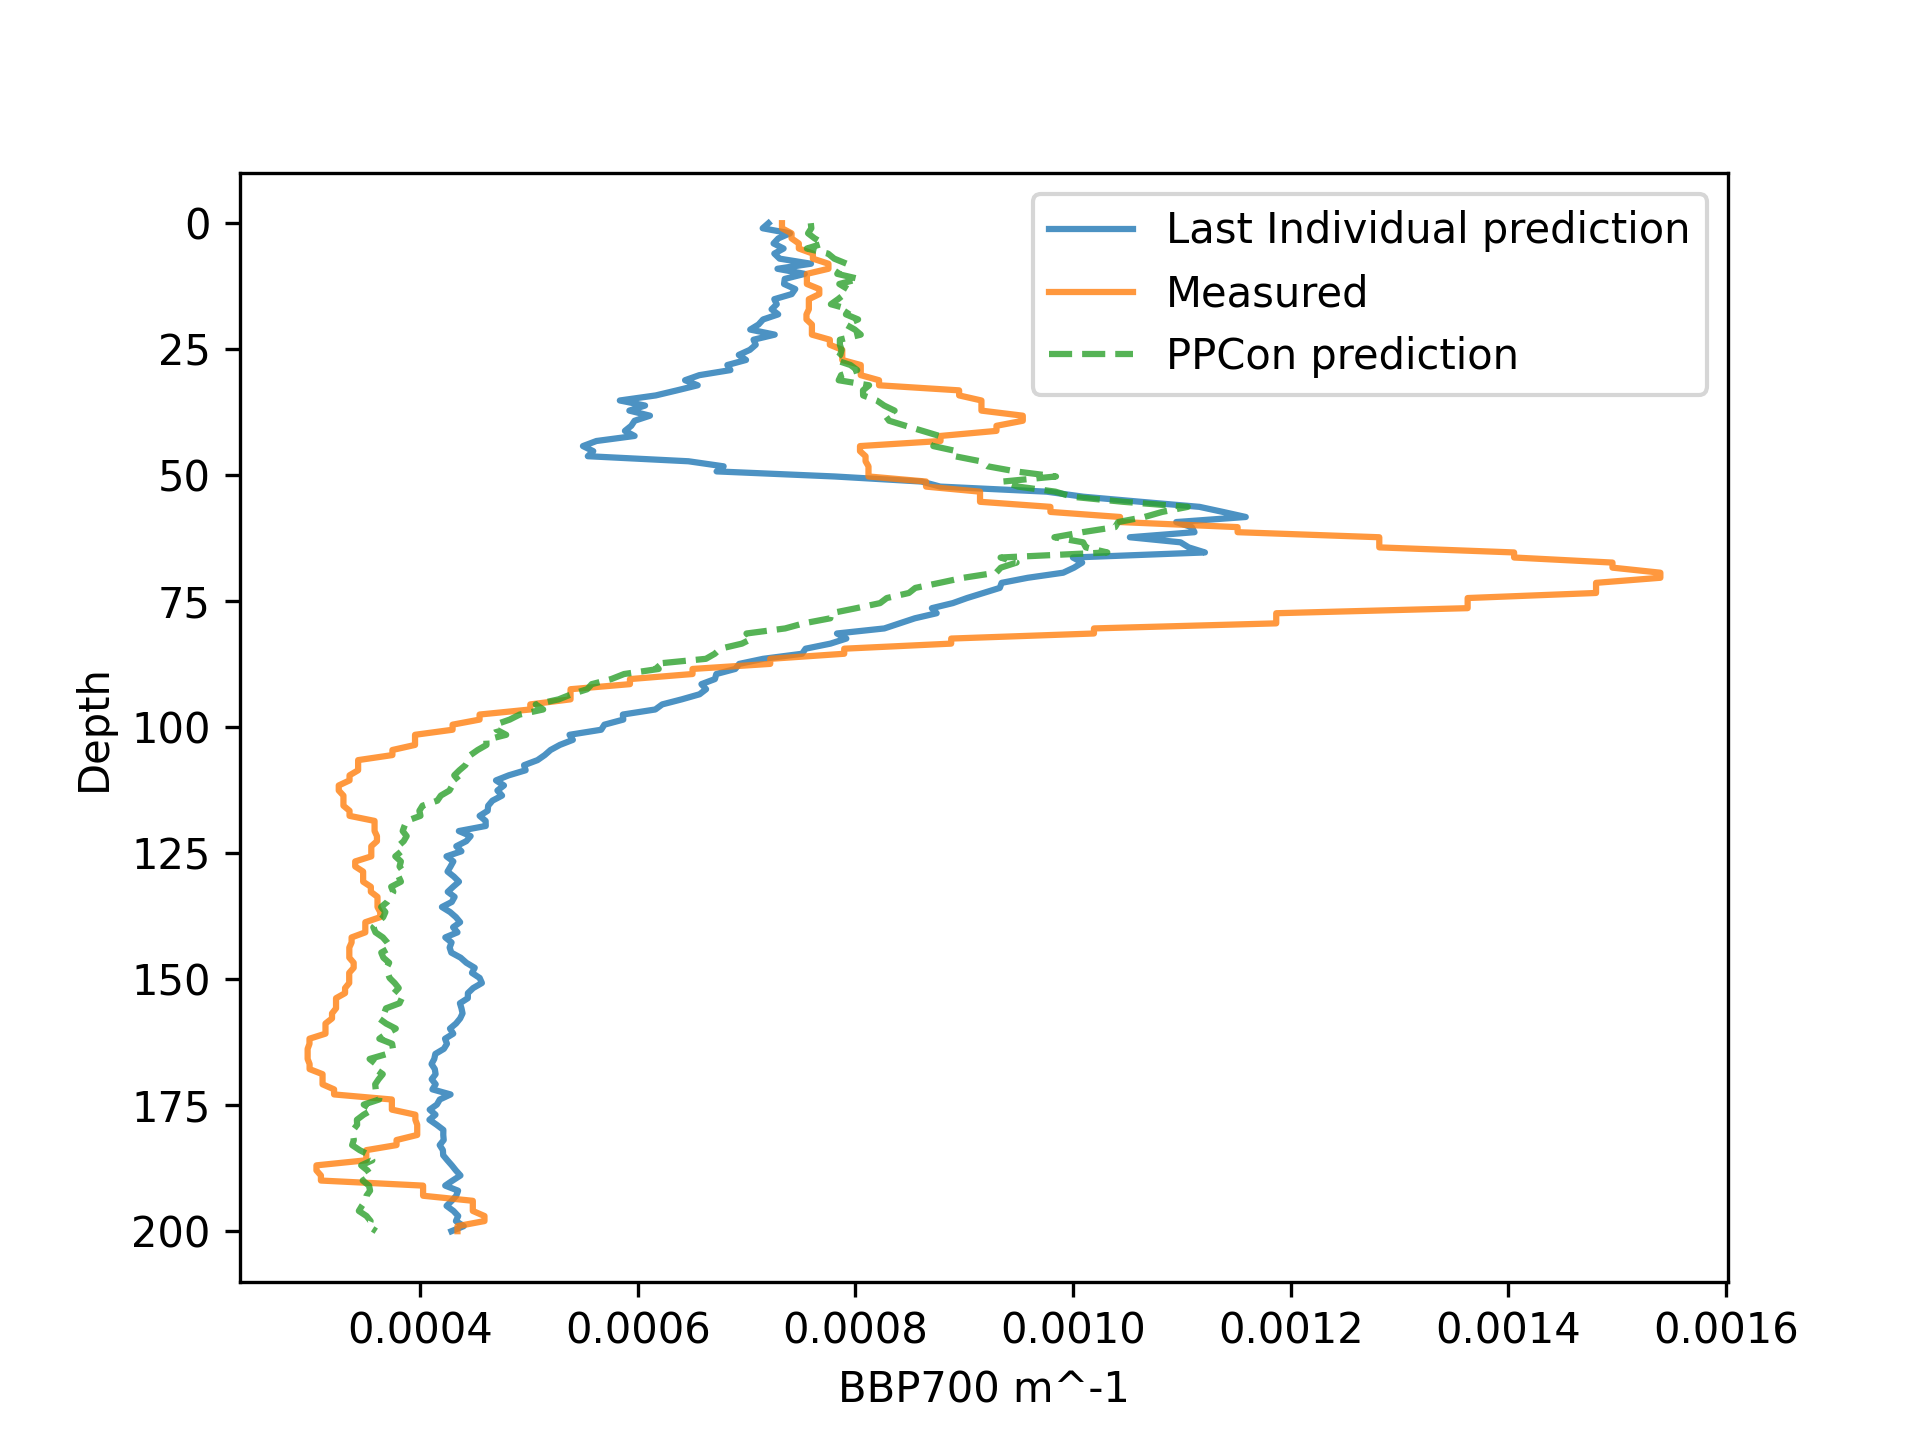 Last Individual prediction
Measured
PPCon prediction
0
25
50
75
100
125
150
175
200
Depth
0.0004 0.0006 0.0008 0.0010 0.0012 0.0014 0.0016
BBP700 m^-1